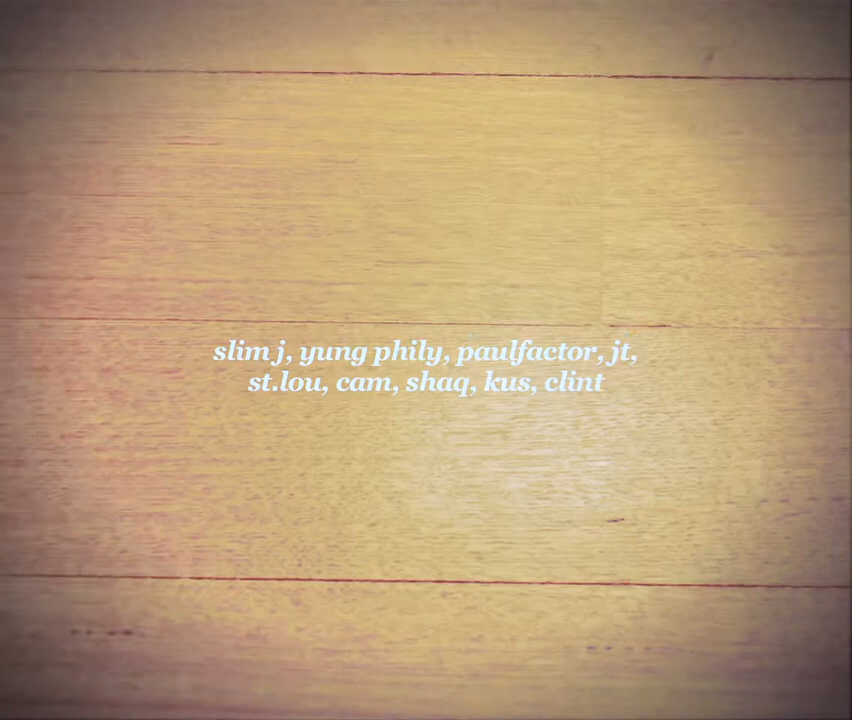 slim j, yung phily, paulfactor, jt,
st.lou, cam, shaq, kus, clint